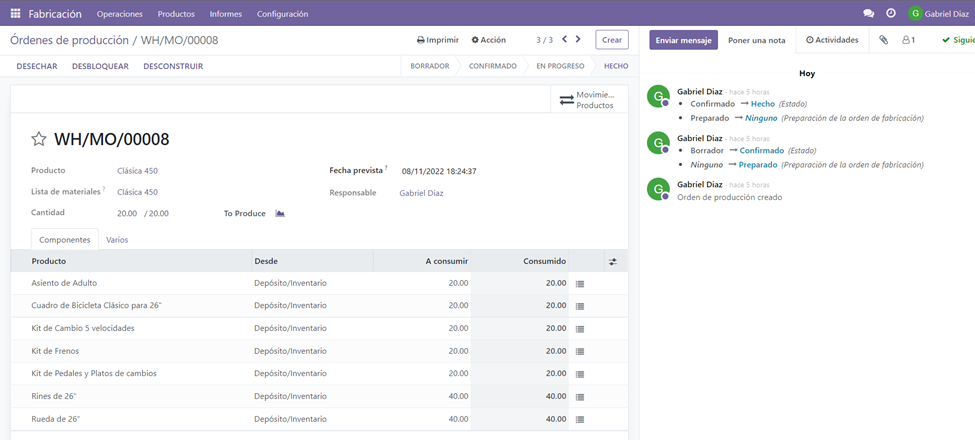 Fabricación Operaciones Productos Informes Configuración G Gabriel Diaz
Órdenes de producción / WH/MO/00008 Imprimir Acción 3 / 3 Crear
DESECHAR DESBLOQUEAR DESCONSTRUIR BORRADOR CONFIRMADO EN PROGRESO HECHO
Movimie...
Productos
WH/MO/00008
Producto Clásica 450 Fecha prevista ? 08/11/2022 18:24:37
Lista de materiales ? Clásica 450 Responsable Gabriel Diaz
Cantidad 20.00 / 20.00 To Produce
Componentes Varios
Producto Desde A consumir Consumido
Asiento de Adulto Depósito/Inventario 20.00 20.00
Cuadro de Bicicleta Clásico para 26" Depósito/Inventario 20.00 20.00
Kit de Cambio 5 velocidades Depósito/Inventario 20.00 20.00
Kit de Frenos Depósito/Inventario 20.00 20.00
Kit de Pedales y Platos de cambios Depósito/Inventario 20.00 20.00
Rines de 26" Depósito/Inventario 40.00 40.00
Rueda de 26" Depósito/Inventario 40.00 40.00
Enviar mensaje Poner una nota Actividades 1 Siguie
Hoy
G Gabriel Diaz - hace 5 horas
Confirmado → Hecho (Estado)
Preparado → Ninguno (Preparación de la orden de fabricación)
G Gabriel Diaz - hace 5 horas
Borrador → Confirmado (Estado)
Ninguno → Preparado (Preparación de la orden de fabricación)
G Gabriel Diaz - hace 5 horas
Orden de producción creado